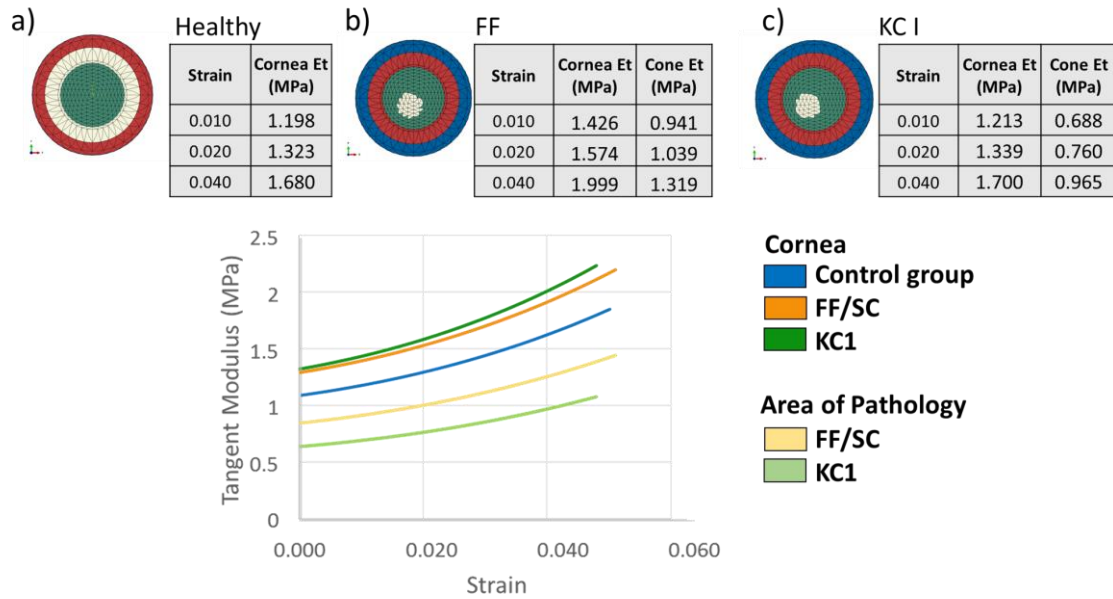 a)
Healthy
Strain Cornea Et (MPa)
0.010 1.198
0.020 1.323
0.040 1.680
b)
FF
Strain Cornea Et (MPa) Cone Et (MPa)
0.010 1.426 0.941
0.020 1.574 1.039
0.040 1.999 1.319
c)
KC I
Strain Cornea Et (MPa) Cone Et (MPa)
0.010 1.213 0.688
0.020 1.339 0.760
0.040 1.700 0.965
Tangent Modulus (MPa)
2.5
2
1.5
1
0.5
0
0.000 0.020 0.040 0.060
Strain
Cornea
Control group
FF/SC
KC1
Area of Pathology
FF/SC
KC1